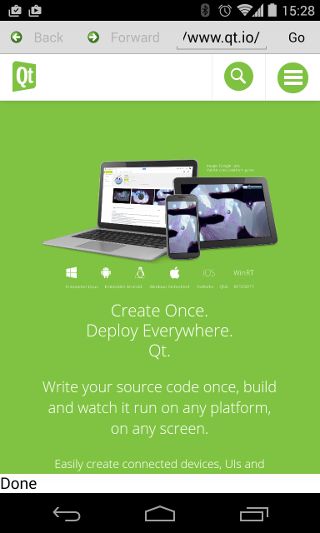 15:28
Back Forward /www.qt.io/ Go
Qt
iOS WinRT
Create Once.
Deploy Everywhere.
Qt.
Write your source code once, build
and watch it run on any platform,
on any screen.
Easily create connected devices, UIs and
Done